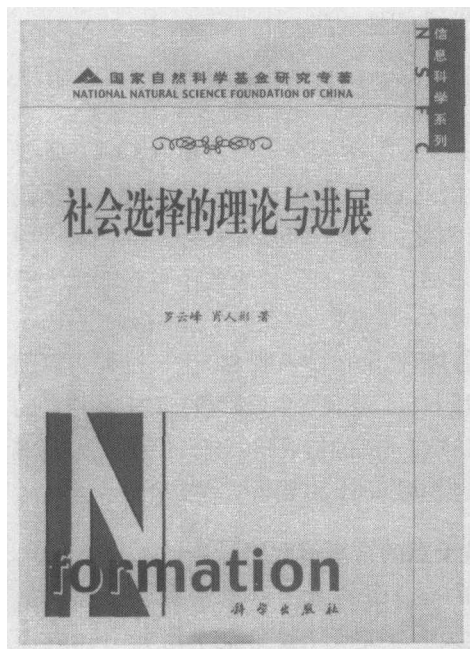 国家自然科学基金研究专著
NATIONAL NATURAL SCIENCE FOUNDATION OF CHINA
NSFC
信息科学系列
社会选择的理论与进展
罗云峰 肖人彬 著
Nformation
科学出版社